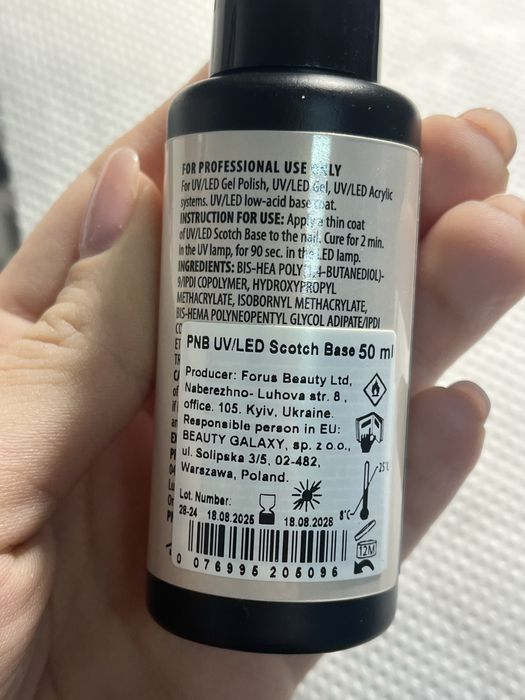 FOR PROFESSIONAL USE ONLY
For UV/LED Gel Polish, UV/LED Gel, UV/LED Acrylic
systems. UV/LED low-acid base coat.
INSTRUCTION FOR USE: Apply a thin coat
of UV/LED Scotch Base to the nail. Cure for 2 min.
in the UV lamp, for 90 sec. in the LED lamp.
INGREDIENTS: BIS-HEA POLY(1,4-BUTANEDIOL)-
9/IPDI COPOLYMER, HYDROXYPROPYL
METHACRYLATE, ISOBORNYL METHACRYLATE,
BIS-HEMA POLYNEOPENTYL GLYCOL ADIPATE/IPDI
PNB UV/LED Scotch Base 50 ml
Producer: Forus Beauty Ltd,
Naberezhno- Luhova str. 8 ,
office. 105. Kyiv, Ukraine.
Responsible person in EU:
BEAUTY GALAXY, sp. z o.o.,
ul. Solipska 3/5, 02-482,
Warszawa, Poland.
25°C
8°C
Lot. Number.
28-24 18.08.2025 18.08.2028
12M
0 076995 205096